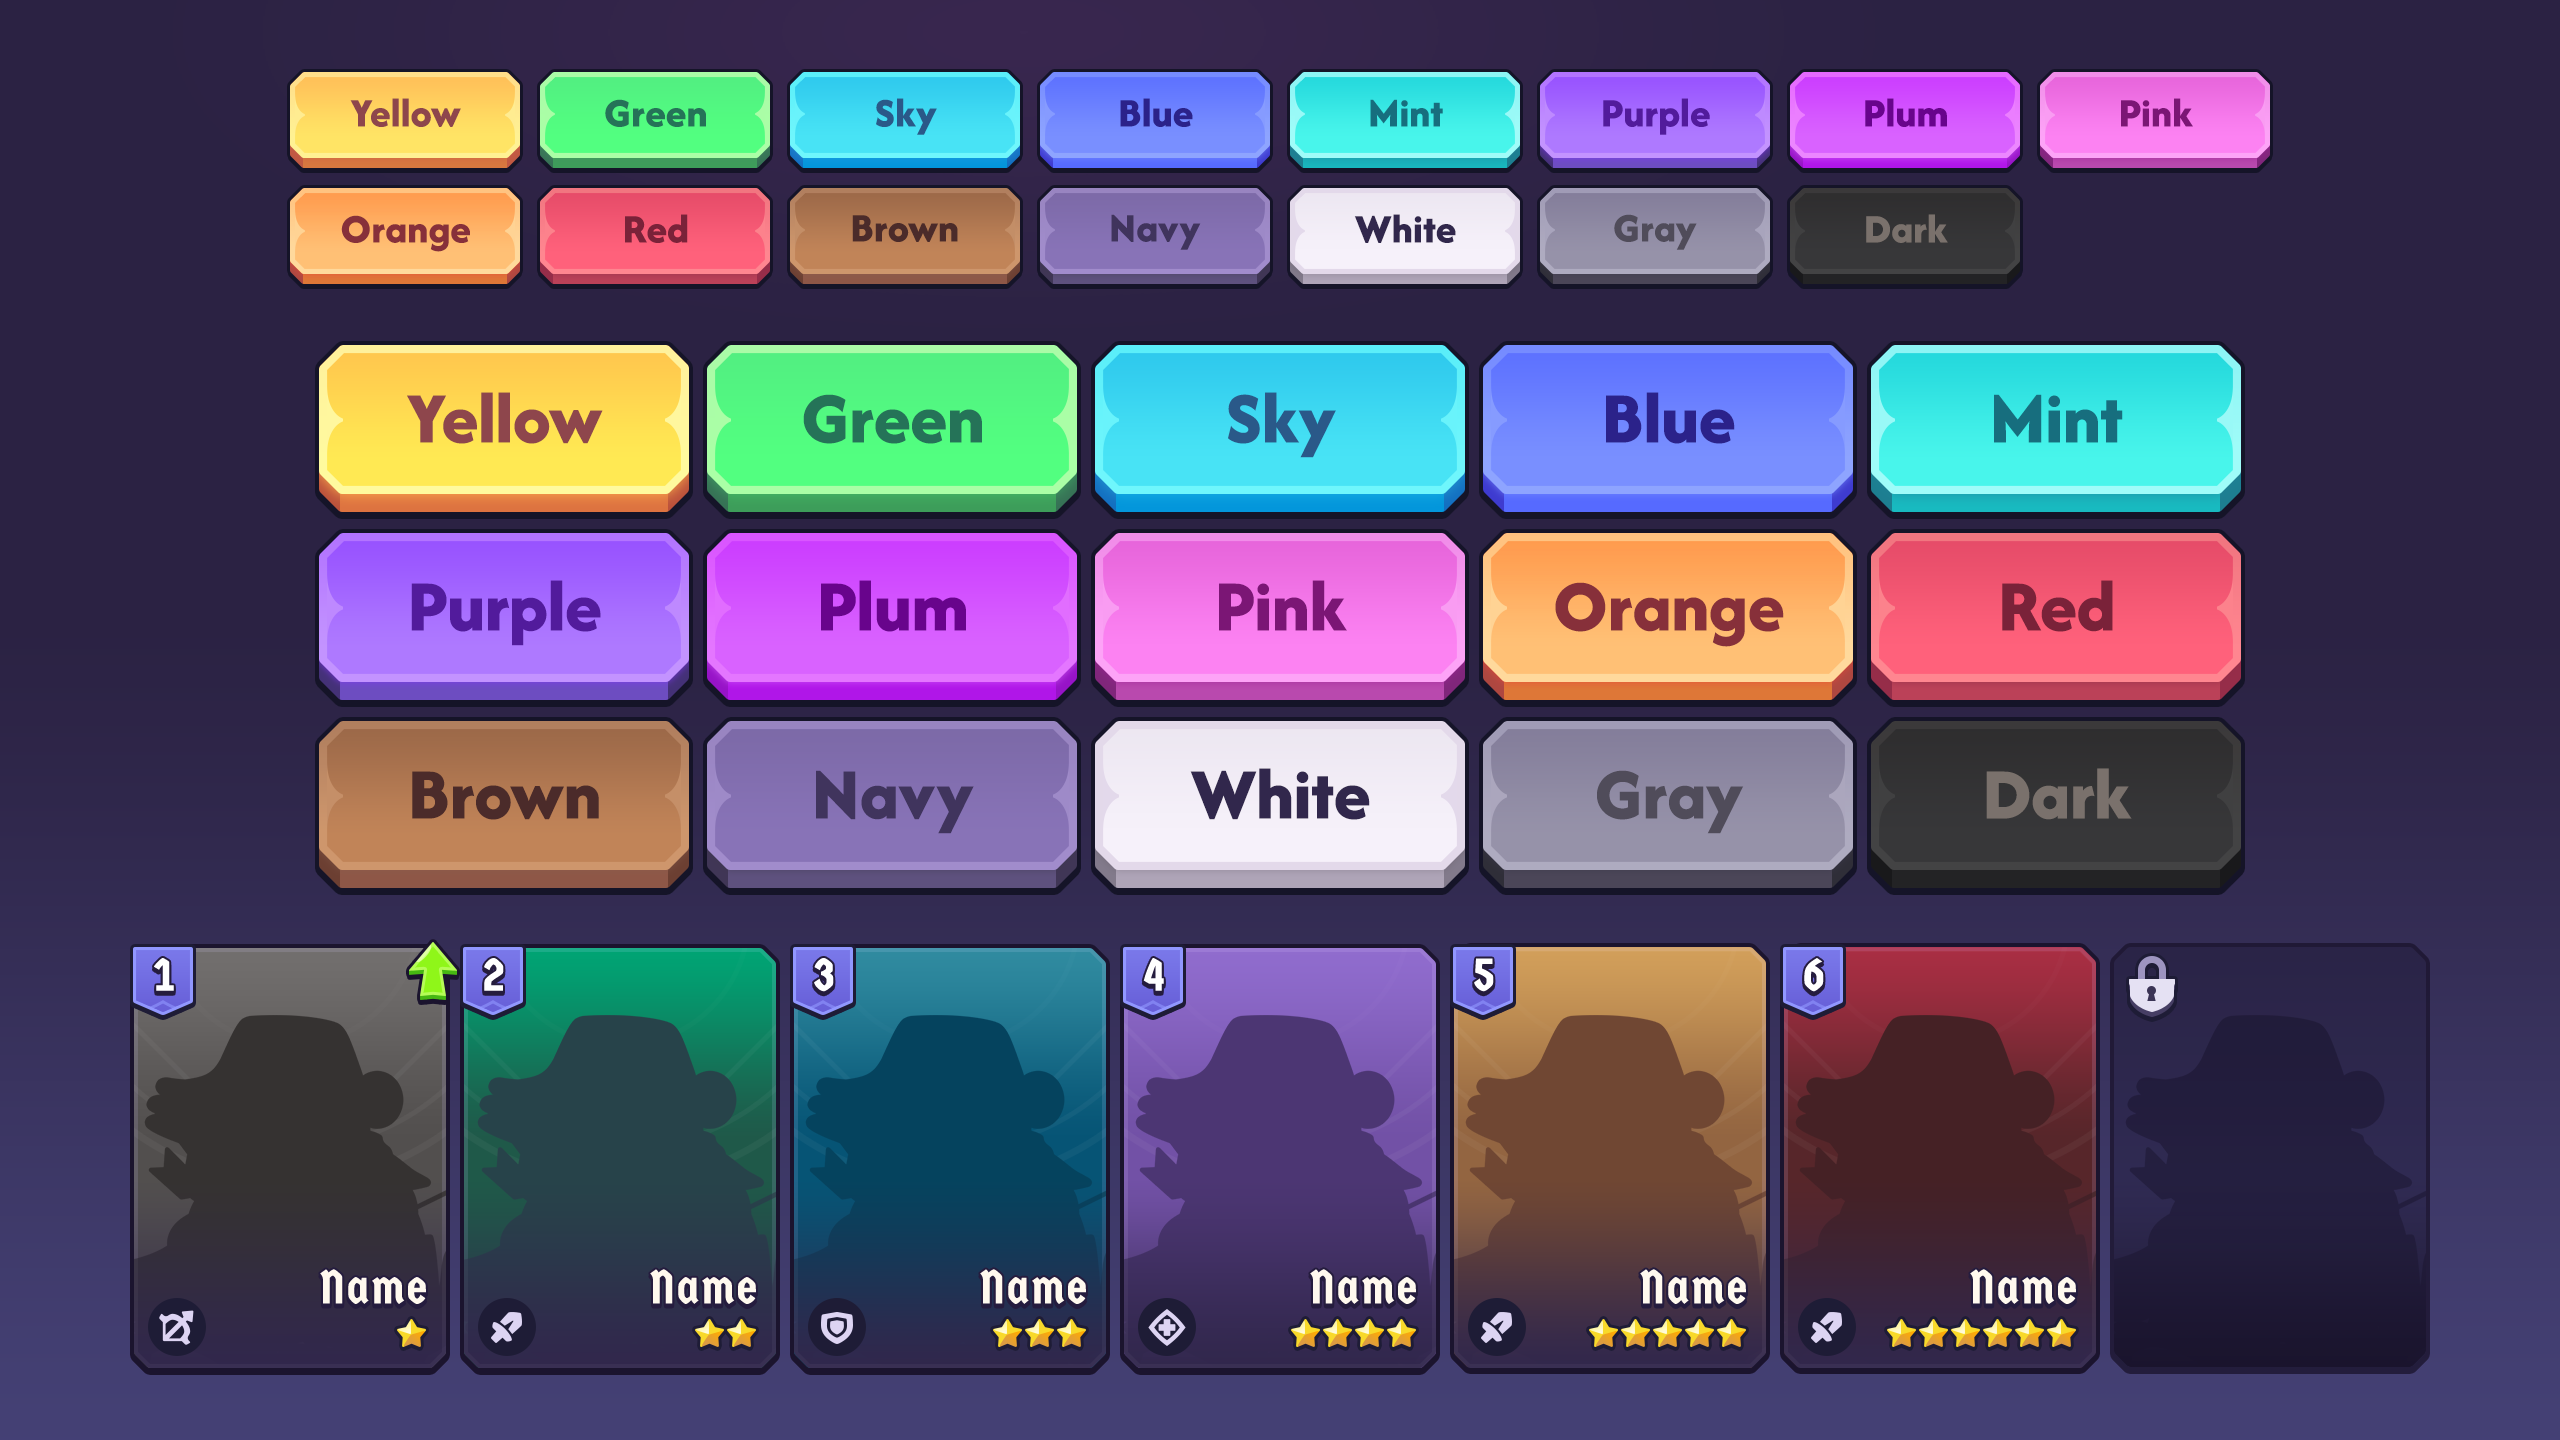 Yellow Green Sky Blue Mint Purple Plum Pink
Orange Red Brown Navy White Gray Dark
Yellow Green Sky Blue Mint
Purple Plum Pink Orange Red
Brown Navy White Gray Dark
1 2 3 4 5 6
Name Name Name Name Name Name